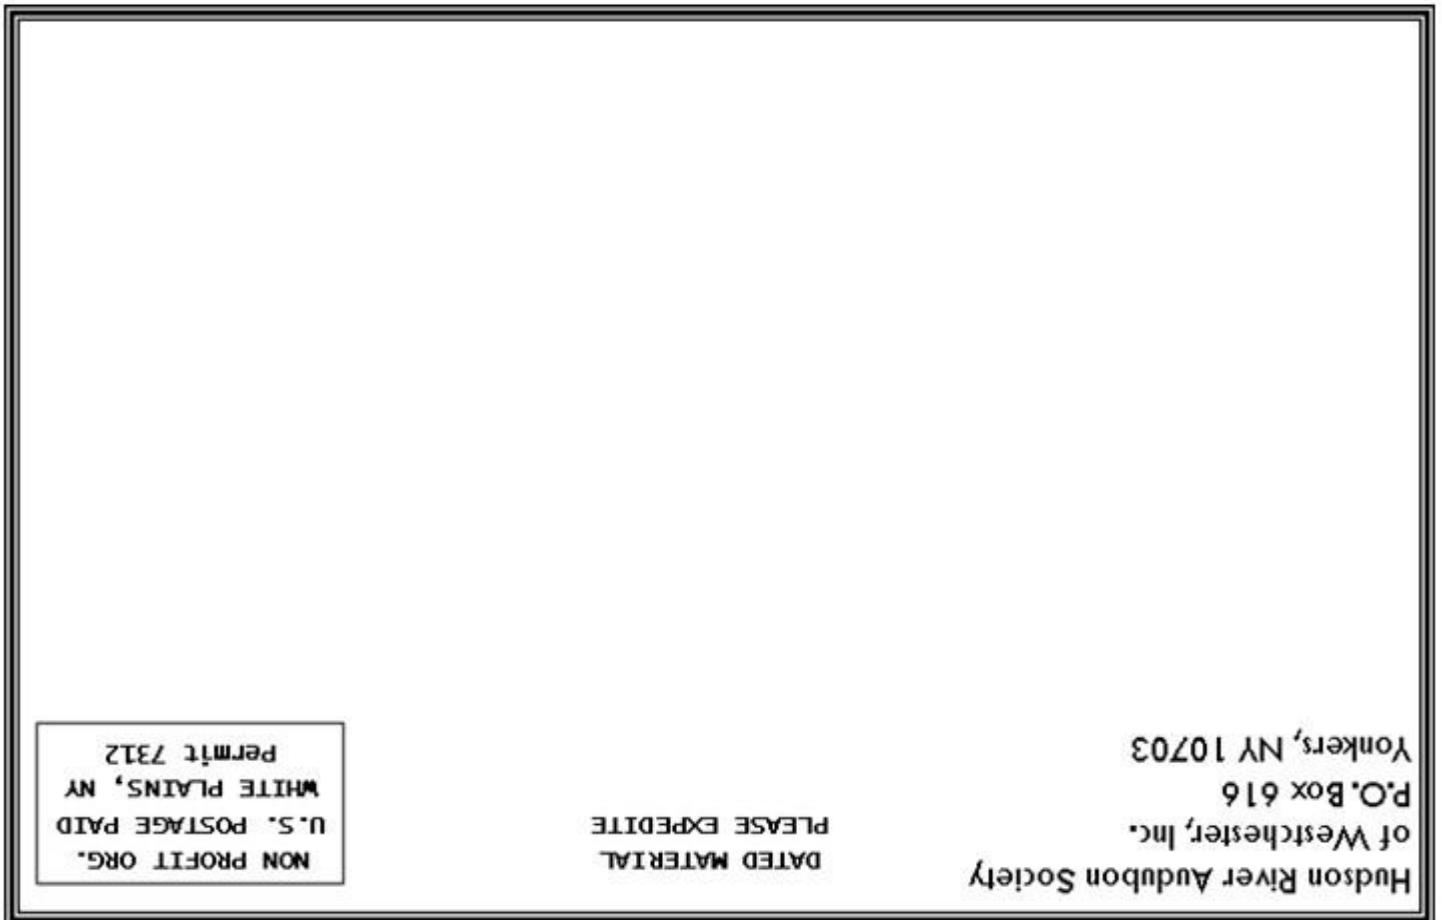 Hudson River Audubon Society
of Westchester, Inc.
P.O. Box 616
Yonkers, NY 10703
DATED MATERIAL
PLEASE EXPEDITE
NON PROFIT ORG.
U.S. POSTAGE PAID
WHITE PLAINS, NY
Permit 7312